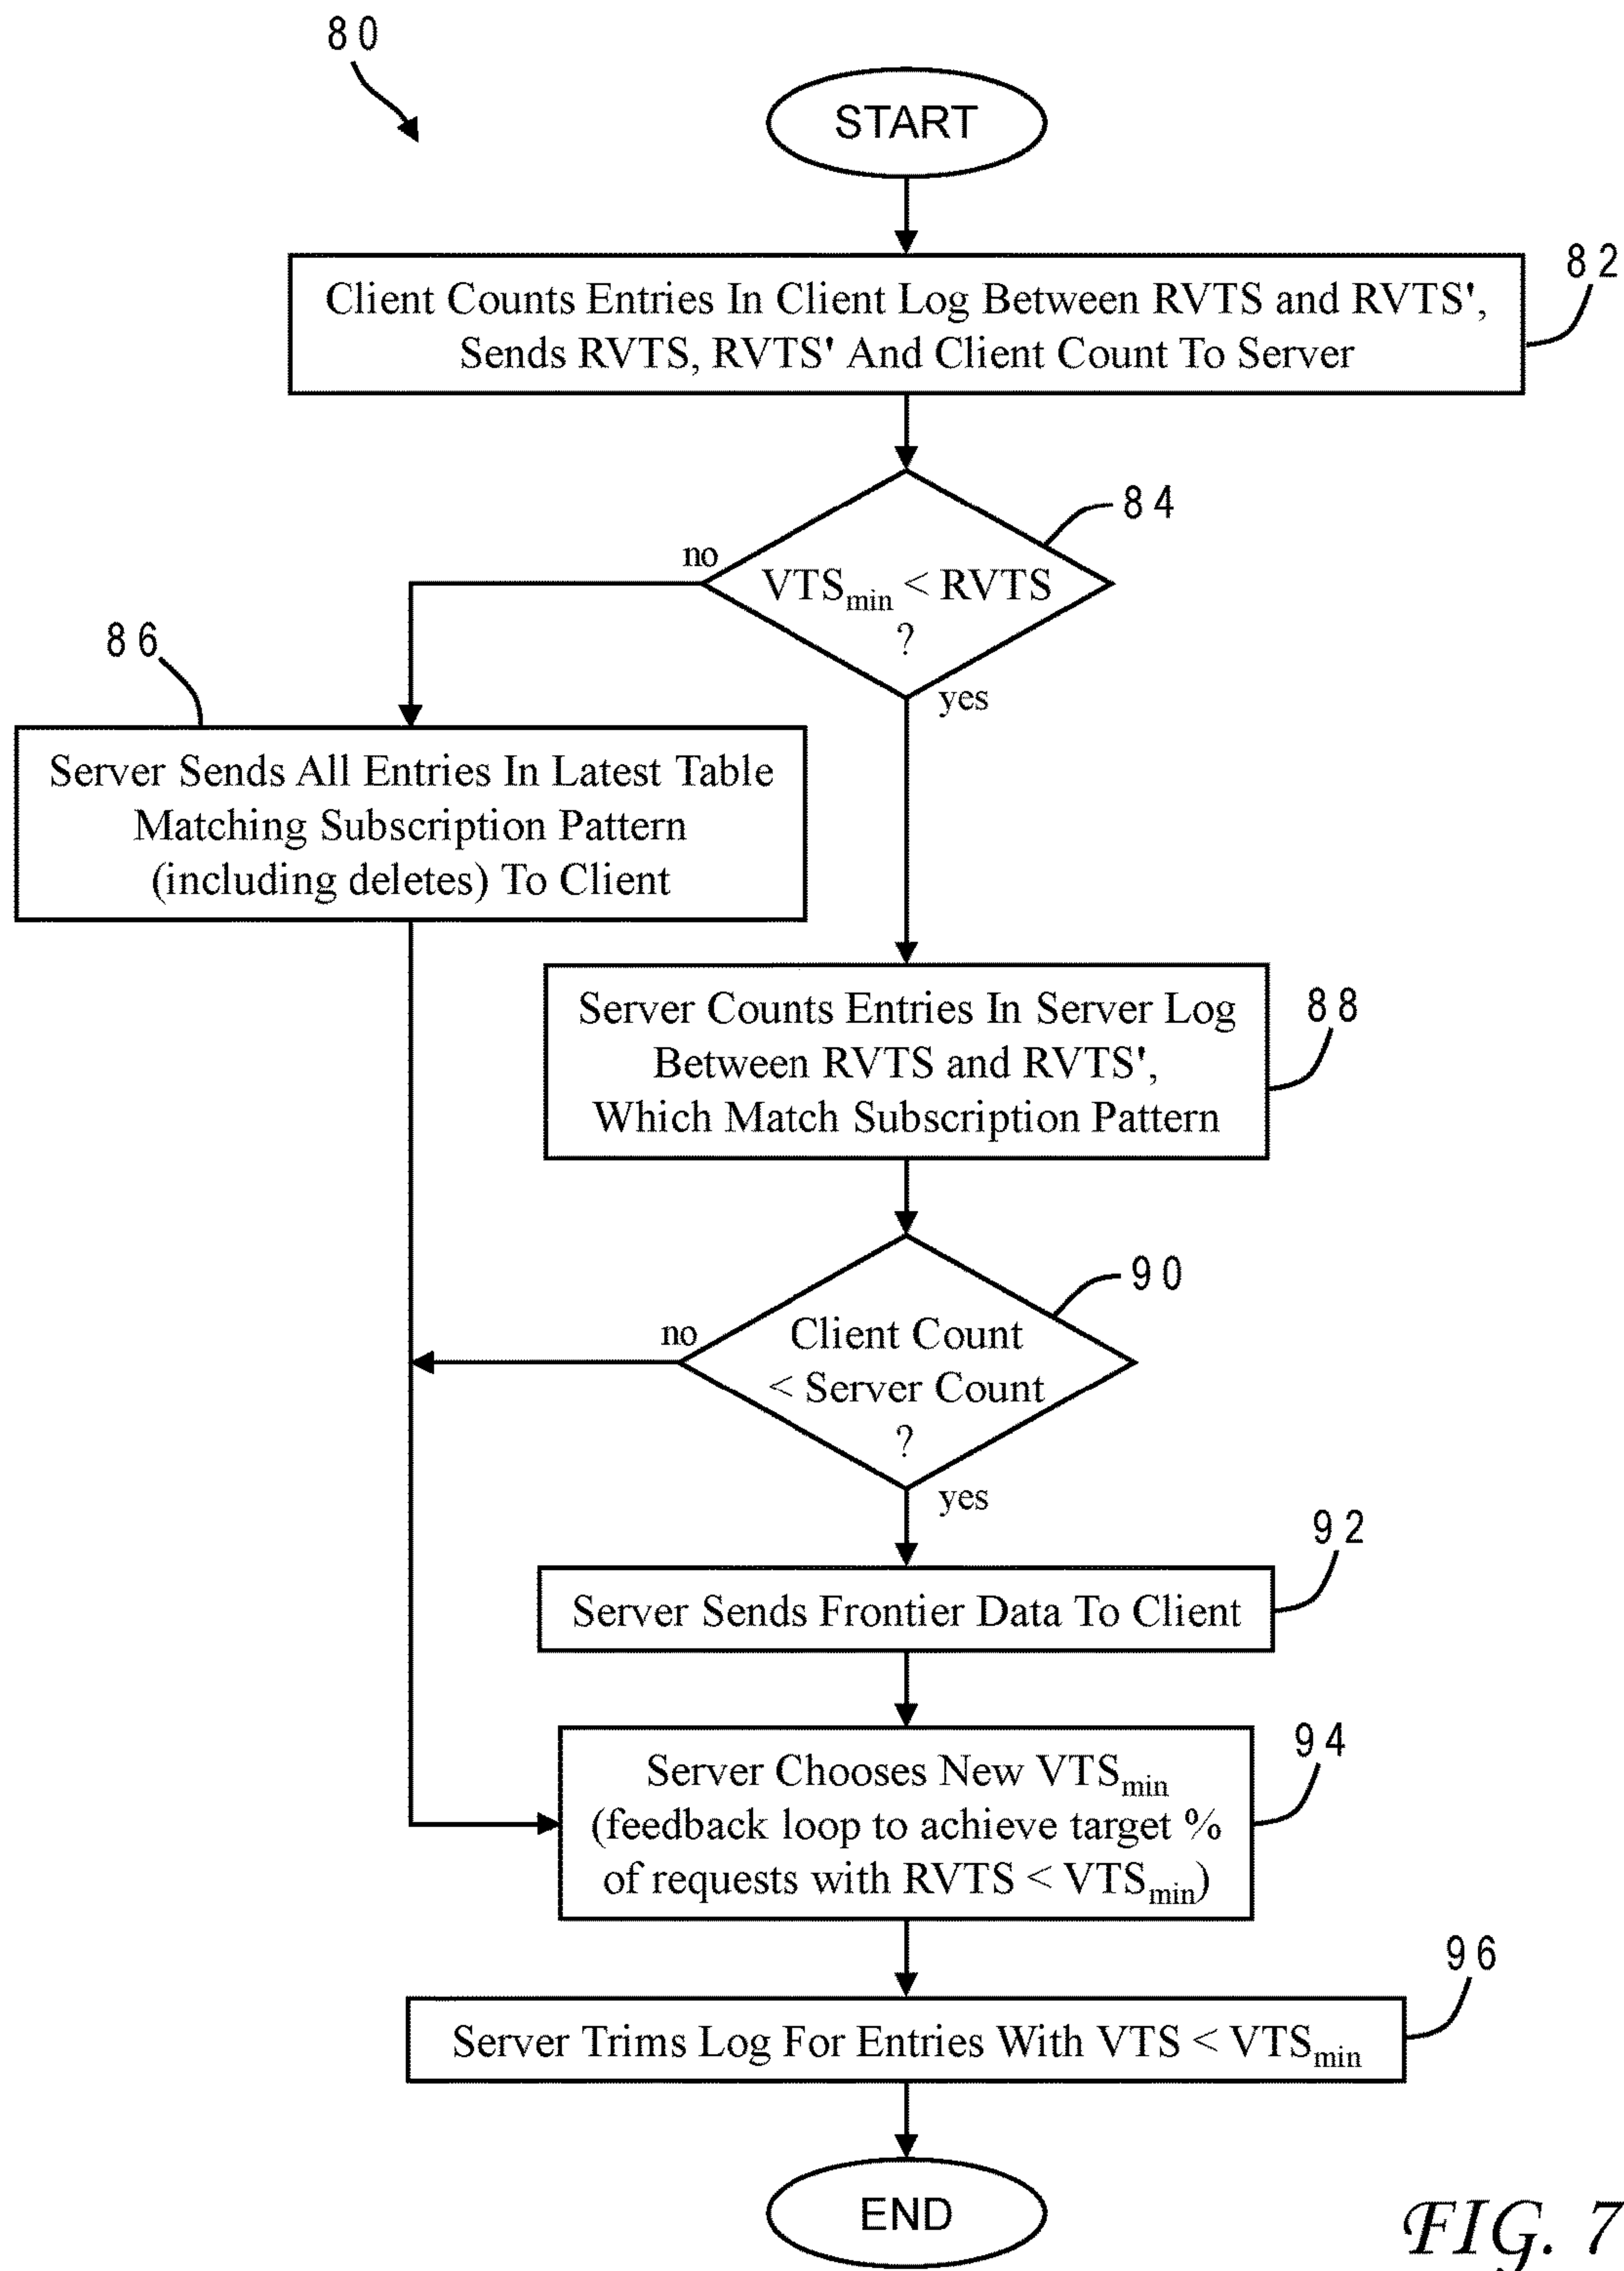 80
START
Client Counts Entries In Client Log Between RVTS and RVTS',
Sends RVTS, RVTS' And Client Count To Server
82
84
no
VTSmin < RVTS
?
yes
86
Server Sends All Entries In Latest Table
Matching Subscription Pattern
(including deletes) To Client
Server Counts Entries In Server Log
Between RVTS and RVTS',
Which Match Subscription Pattern
88
90
no
Client Count
< Server Count
?
yes
92
Server Sends Frontier Data To Client
94
Server Chooses New VTSmin
(feedback loop to achieve target %
of requests with RVTS < VTSmin)
96
Server Trims Log For Entries With VTS < VTSmin
END
FIG. 7